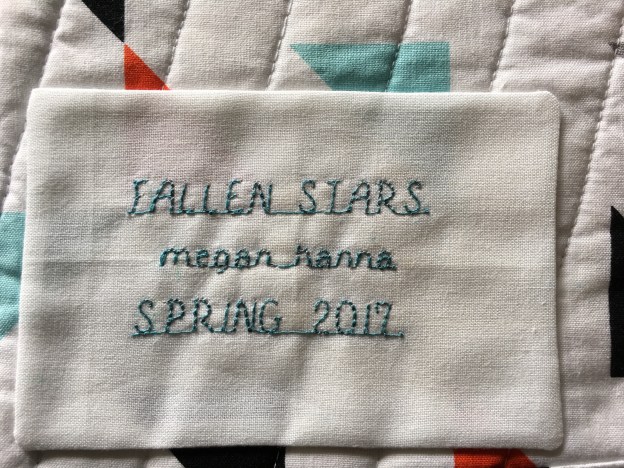 FALLEN STARS
megan hanna
SPRING 2017